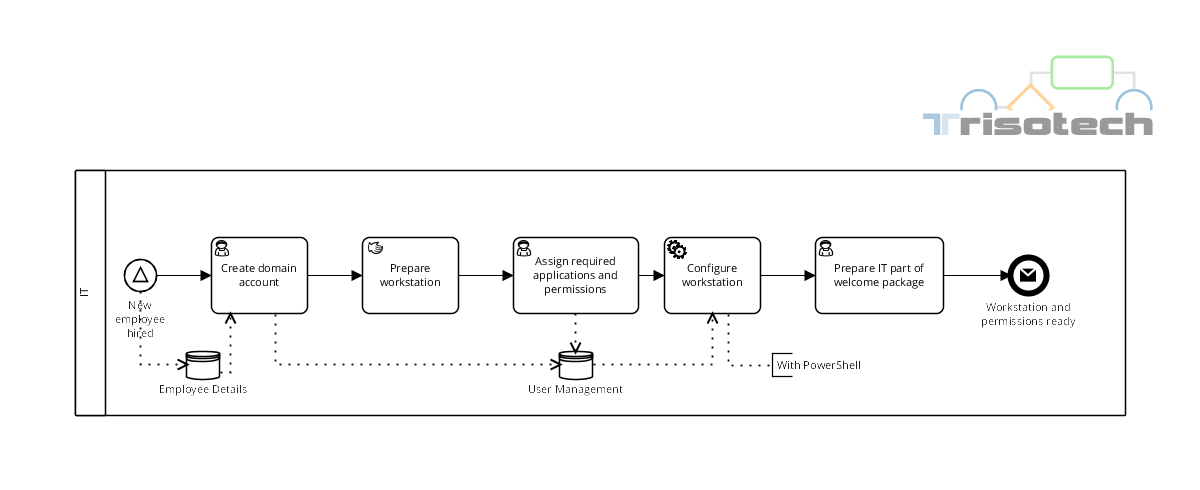 Trisotech
IT
New
employee
hired
Create domain
account
Prepare
workstation
Assign required
applications and
permissions
Configure
workstation
Prepare IT part of
welcome package
Workstation and
permissions ready
Employee Details
User Management
With PowerShell